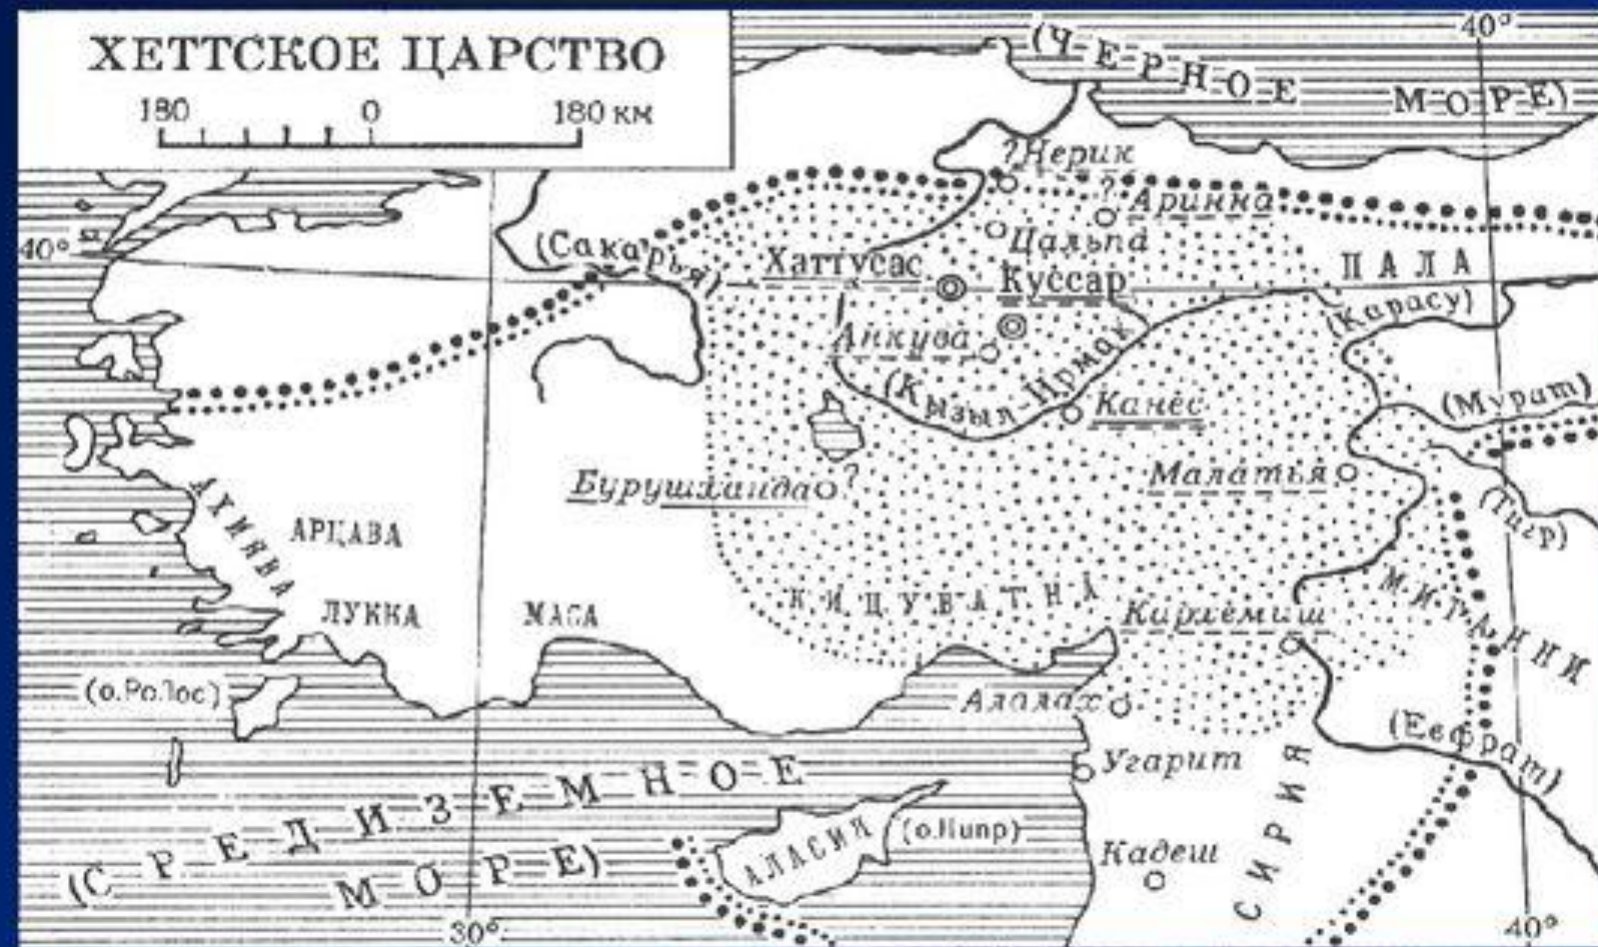 ХЕТТСКОЕ ЦАРСТВО
180 0 180 км
(ЧЕРНОЕ МОРЕ)
40°
?Нерик
?
Аринна
(Сакарья)
Цальпа
40°
Хаттусас
Куссар
ПАЛА
(Карасу)
Анкува
(Кызыл-Ирмак)
Канес
(Мурат)
Бурушханда ?
Малатья
(Тигр)
АХИЯВА
АРЦАВА
КИЦУВАТНА
МИТАННИ
ЛУККА
МАСА
Каркемиш
(о.Родос)
Алалах
(Евфрат)
Угарит
СИРИЯ
(СРЕДИЗЕМНОЕ
МОРЕ)
АЛАСИЯ
(о.Кипр)
Кадеш
30°
40°